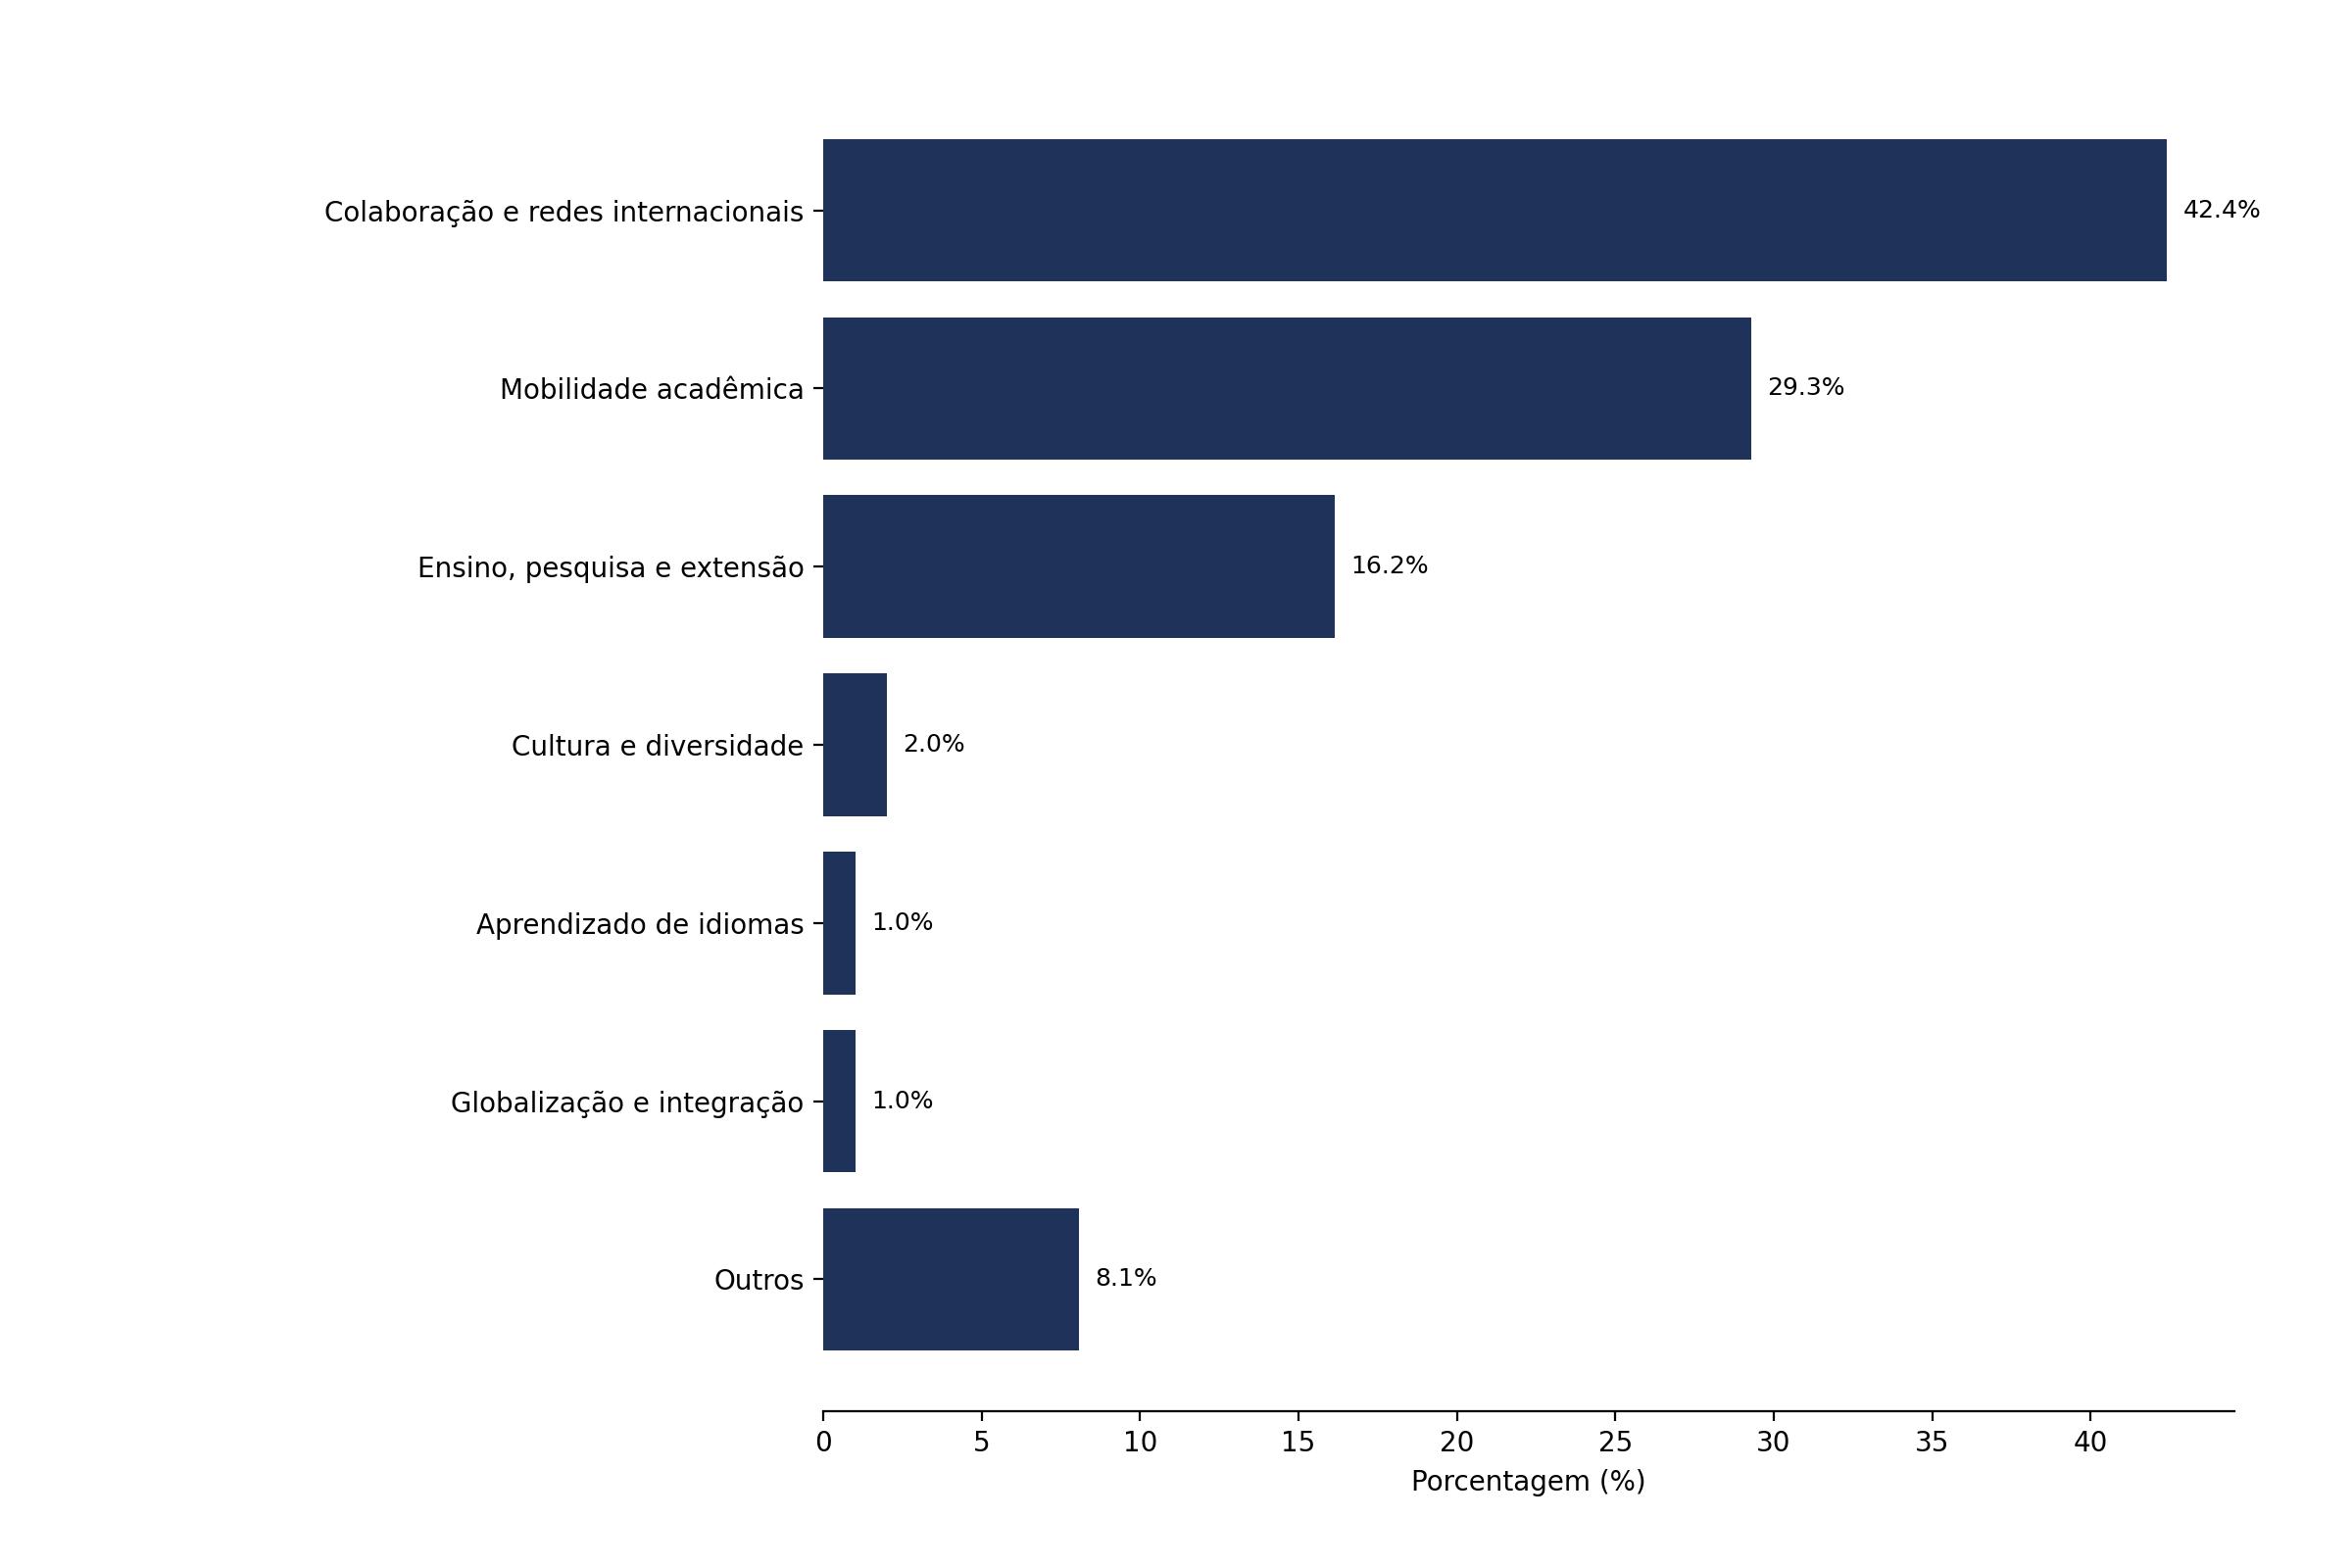 Colaboração e redes internacionais
42.4%
Mobilidade acadêmica
29.3%
Ensino, pesquisa e extensão
16.2%
Cultura e diversidade
2.0%
Aprendizado de idiomas
1.0%
Globalização e integração
1.0%
Outros
8.1%
0 5 10 15 20 25 30 35 40
Porcentagem (%)